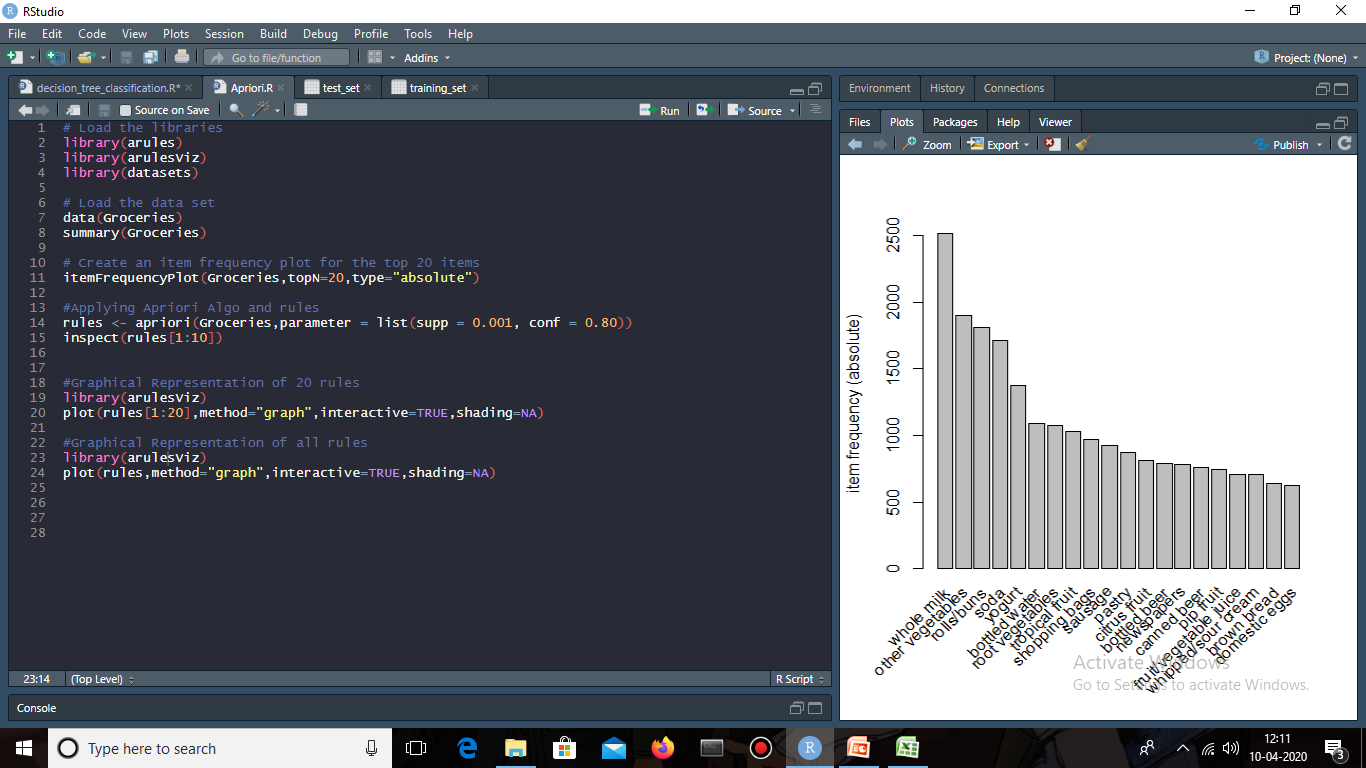 RStudio
File Edit Code View Plots Session Build Debug Profile Tools Help
Go to file/function Addins Project: (None)
decision_tree_classification.R* Apriori.R test_set training_set
Source on Save Run Source
1 # Load the libraries
2 library(arules)
3 library(arulesViz)
4 library(datasets)
5
6 # Load the data set
7 data(Groceries)
8 summary(Groceries)
9
10 # Create an item frequency plot for the top 20 items
11 itemFrequencyPlot(Groceries,topN=20,type="absolute")
12
13 #Applying Apriori Algo and rules
14 rules <- apriori(Groceries,parameter = list(supp = 0.001, conf = 0.80))
15 inspect(rules[1:10])
16
17
18 #Graphical Representation of 20 rules
19 library(arulesViz)
20 plot(rules[1:20],method="graph",interactive=TRUE,shading=NA)
21
22 #Graphical Representation of all rules
23 library(arulesViz)
24 plot(rules,method="graph",interactive=TRUE,shading=NA)
25
26
27
28
23:14 (Top Level) R Script
Console
Environment History Connections
Files Plots Packages Help Viewer
Zoom Export Publish
item frequency (absolute)
2500
2000
1500
1000
500
0
whole milk
other vegetables
rolls/buns
soda
yogurt
bottled water
root vegetables
tropical fruit
shopping bags
sausage
pastry
citrus fruit
bottled beer
newspapers
canned beer
pip fruit
fruit/vegetable juice
whipped/sour cream
brown bread
domestic eggs
Activate Windows
Go to Settings to activate Windows.
Type here to search
12:11
10-04-2020
3